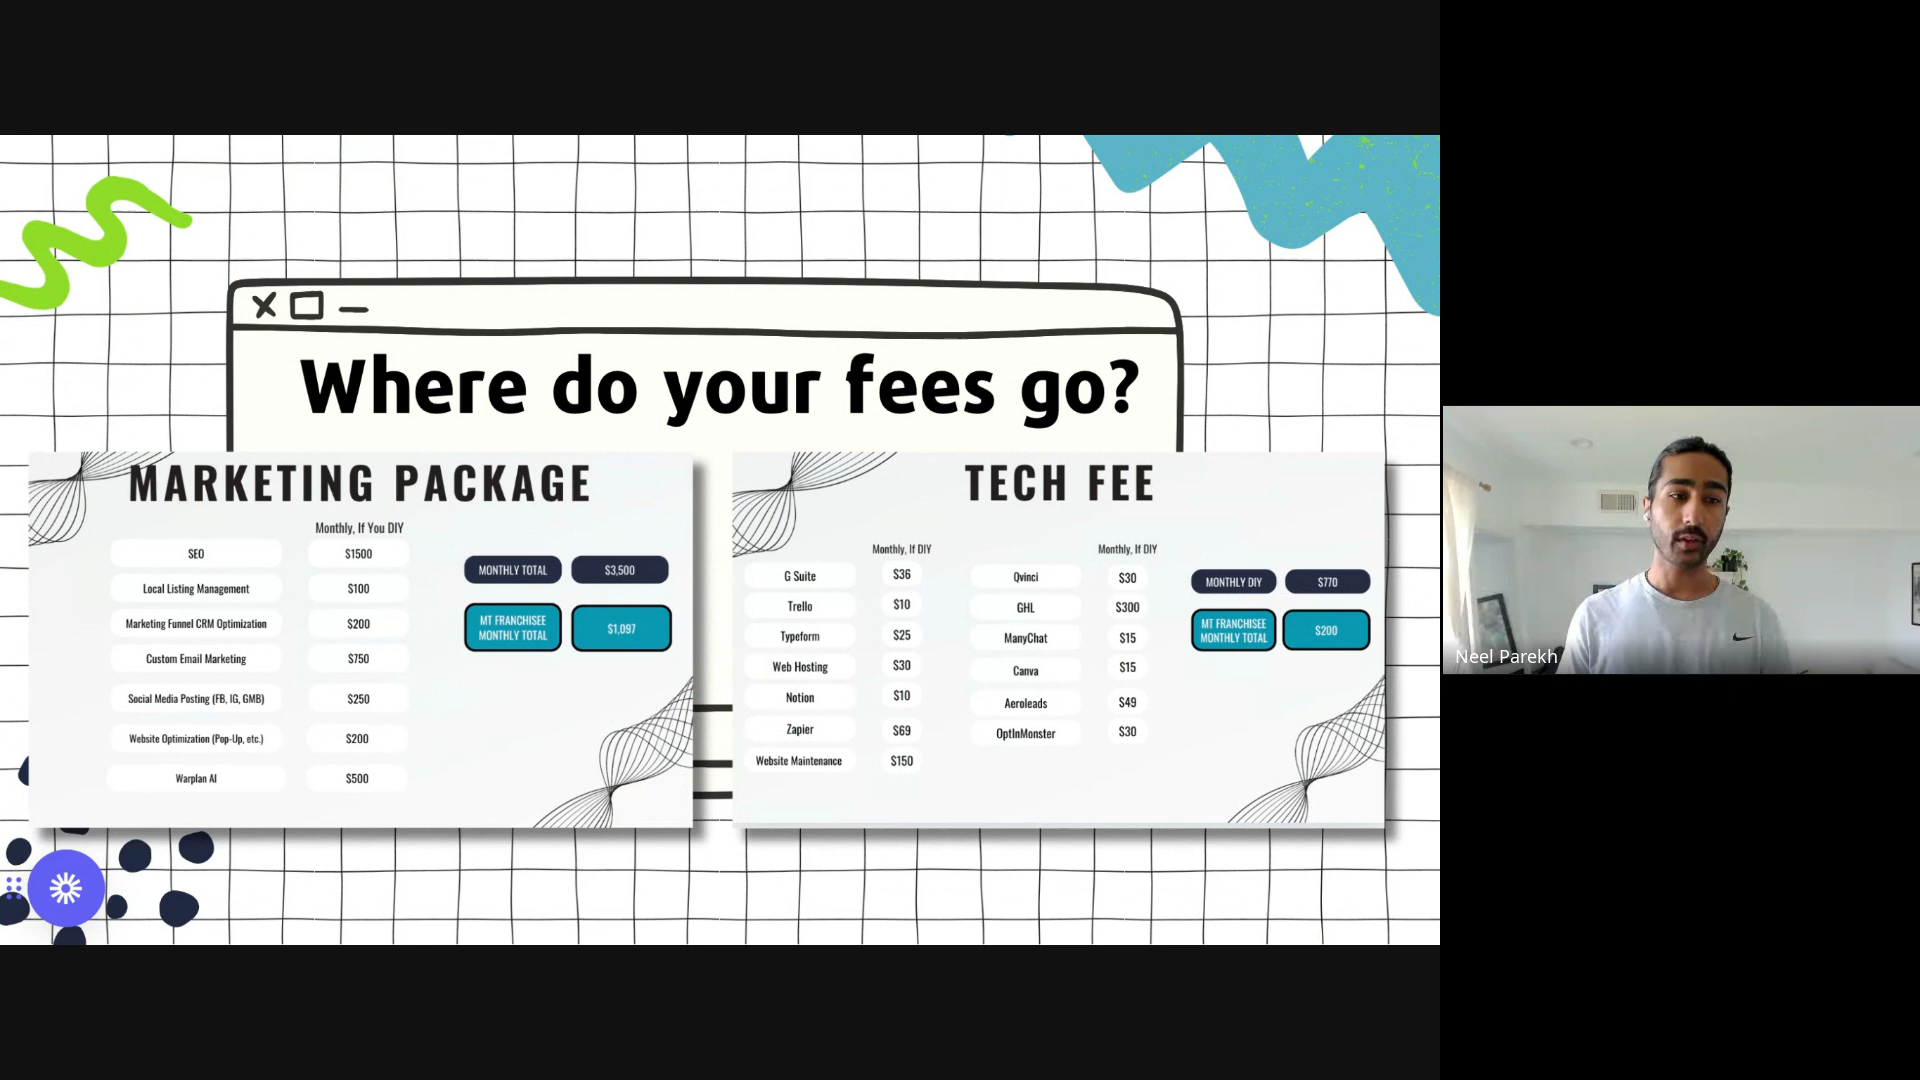 Where do your fees go?
MARKETING PACKAGE
Monthly, If You DIY
SEO $1500
Local Listing Management $100
Marketing Funnel CRM Optimization $200
Custom Email Marketing $750
Social Media Posting (FB, IG, GMB) $250
Website Optimization (Pop-Up, etc.) $200
Warplan AI $500
MONTHLY TOTAL $3,500
MT FRANCHISEE
MONTHLY TOTAL
$1,097
TECH FEE
Monthly, If DIY
G Suite $36
Trello $10
Typeform $25
Web Hosting $30
Notion $10
Zapier $69
Website Maintenance $150
Monthly, If DIY
Qvinci $30
GHL $300
ManyChat $15
Canva $15
Aeroleads $49
OptInMonster $30
MONTHLY DIY $770
MT FRANCHISEE
MONTHLY TOTAL
$200
Neel Parekh